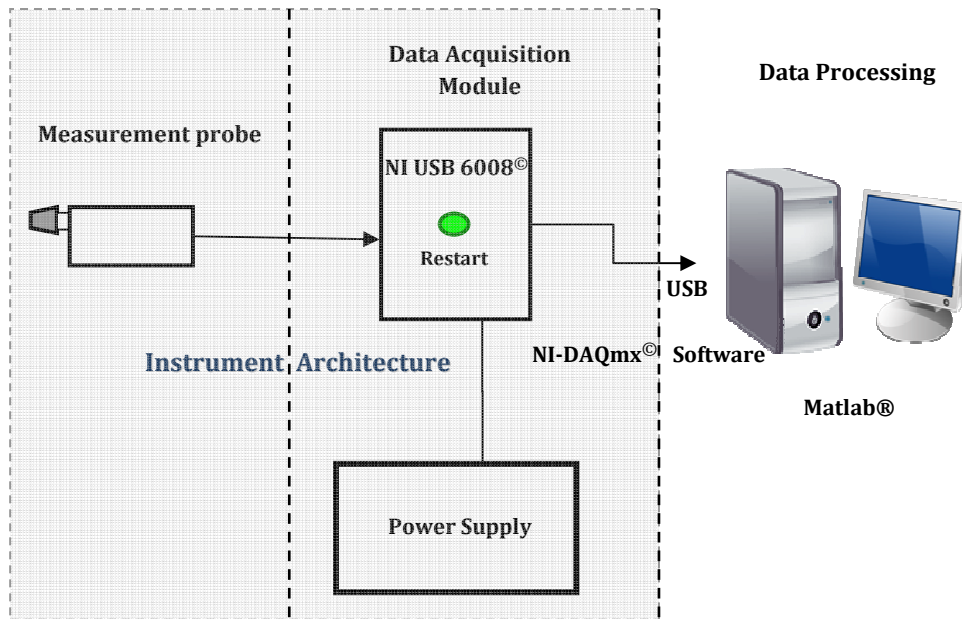 Data Acquisition
Module
Data Processing
Measurement probe
NI USB 6008©
Restart
USB
Instrument Architecture
NI-DAQmx© Software
Matlab®
Power Supply